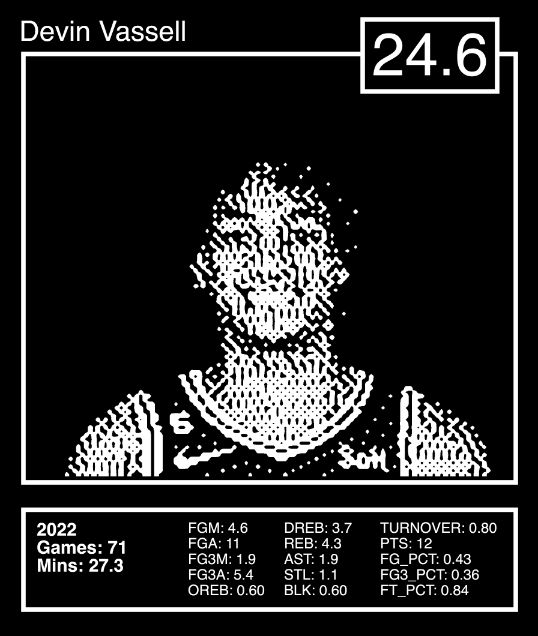 Devin Vassell
24.6
2022
Games: 71
Mins: 27.3
FGM: 4.6
FGA: 11
FG3M: 1.9
FG3A: 5.4
OREB: 0.60
DREB: 3.7
REB: 4.3
AST: 1.9
STL: 1.1
BLK: 0.60
TURNOVER: 0.80
PTS: 12
FG_PCT: 0.43
FG3_PCT: 0.36
FT_PCT: 0.84